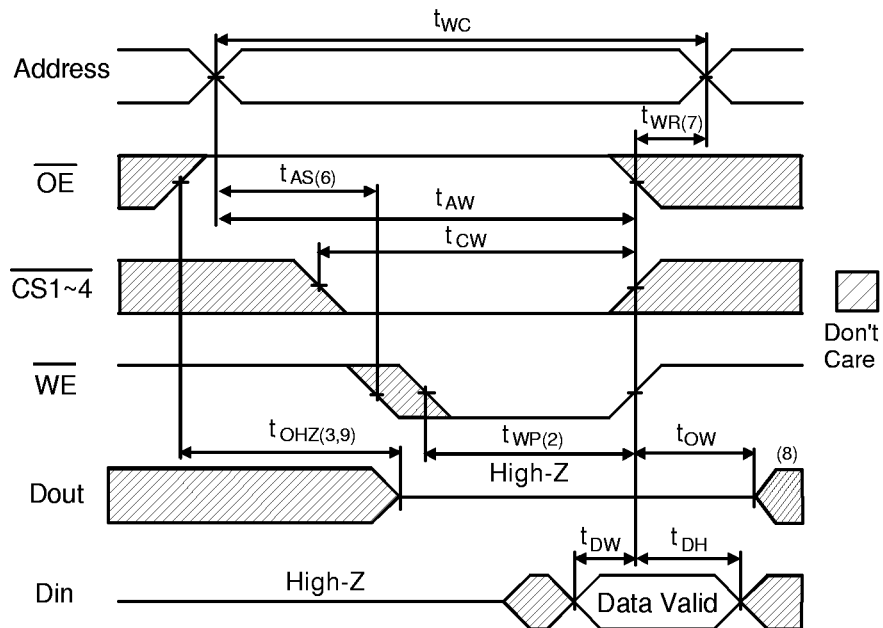 tWC
Address
tWR(7)
OE
tAS(6)
tAW
tCW
CS1~4
Don't
Care
WE
tOHZ(3,9)
tWP(2)
tOW
High-Z
(8)
Dout
tDW
tDH
High-Z
Din
Data Valid